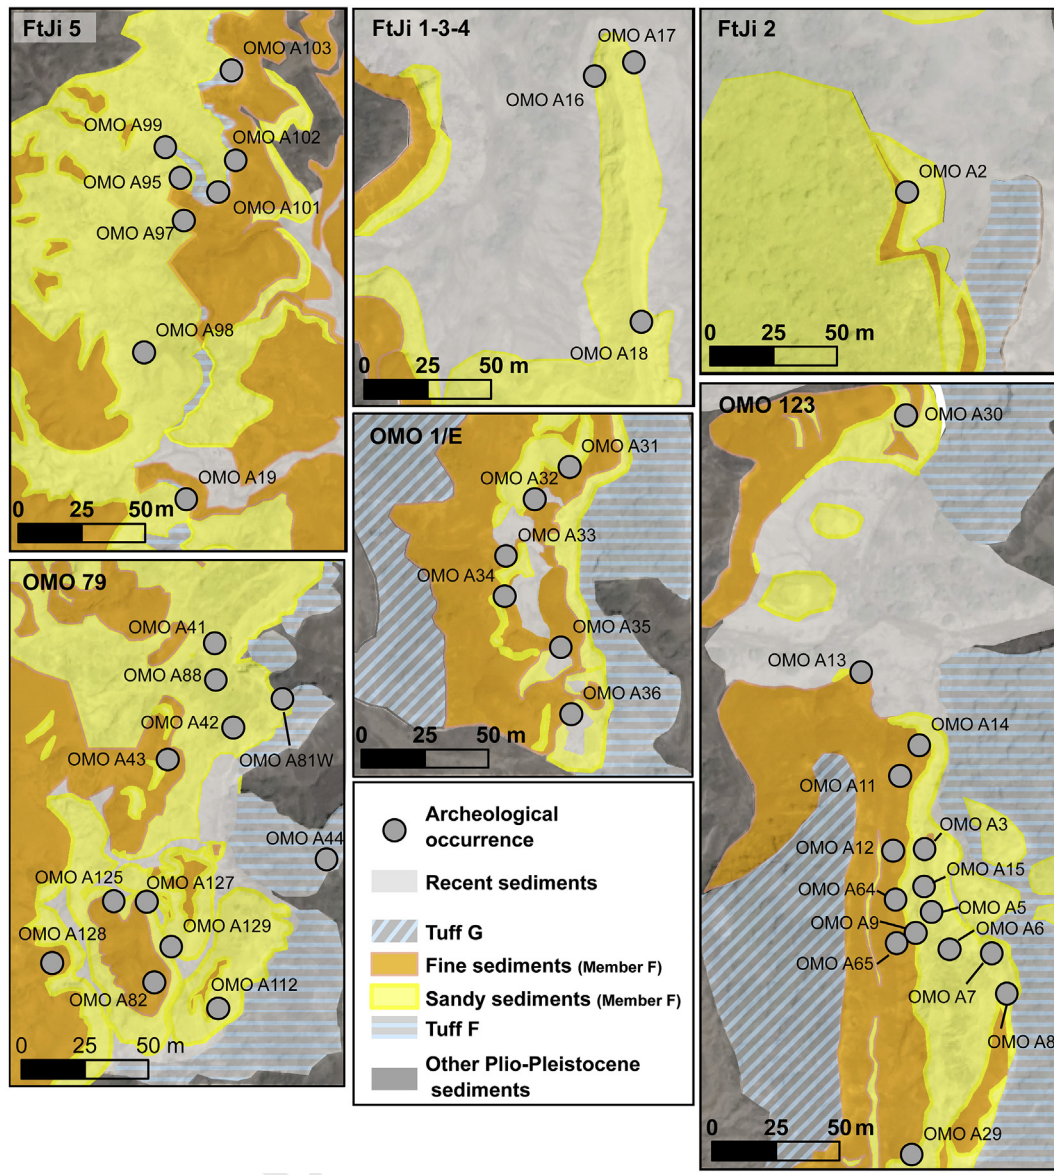 FtJi 5
OMO A103
OMO A99
OMO A102
OMO A95
OMO A101
OMO A97
OMO A98
OMO A19
0 25 50 m
FtJi 1-3-4
OMO A17
OMO A16
OMO A18
0 25 50 m
FtJi 2
OMO A2
0 25 50 m
OMO 1/E
OMO A31
OMO A32
OMO A33
OMO A34
OMO A35
OMO A36
0 25 50 m
OMO 123
OMO A30
OMO A13
OMO A14
OMO A11
OMO A3
OMO A12
OMO A15
OMO A64
OMO A5
OMO A9
OMO A6
OMO A65
OMO A7
OMO A8
OMO A29
0 25 50 m
OMO 79
OMO A41
OMO A88
OMO A42
OMO A43
OMO A81W
OMO A44
OMO A125
OMO A127
OMO A129
OMO A128
OMO A82
OMO A112
0 25 50 m
Archeological
occurrence
Recent sediments
Tuff G
Fine sediments (Member F)
Sandy sediments (Member F)
Tuff F
Other Plio-Pleistocene
sediments